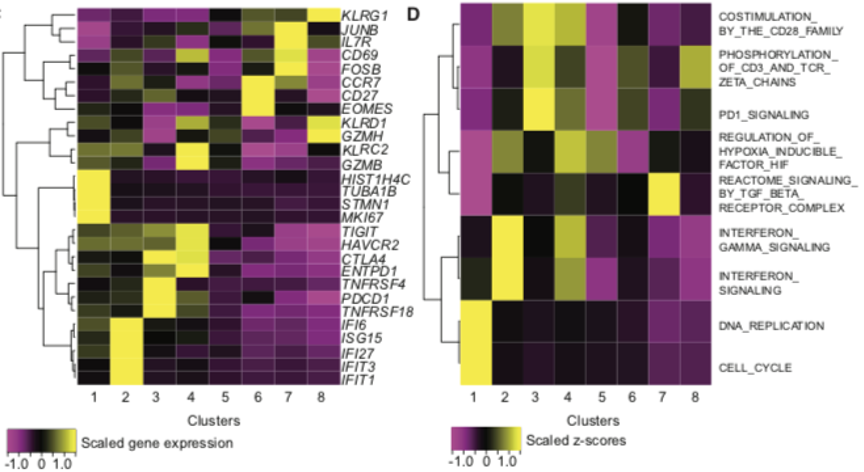 D
KLRG1
JUNB
IL7R
CD69
FOSB
CCR7
CD27
EOMES
KLRD1
GZMH
KLRC2
GZMB
HIST1H4C
TUBA1B
STMN1
MKI67
TIGIT
HAVCR2
CTLA4
ENTPD1
TNFRSF4
PDCD1
TNFRSF18
IFI6
ISG15
IFI27
IFIT3
IFIT1
1 2 3 4 5 6 7 8
Clusters
Scaled gene expression
-1.0 0 1.0
COSTIMULATION_
BY_THE_CD28_FAMILY
PHOSPHORYLATION_
OF_CD3_AND_TCR_
ZETA_CHAINS
PD1_SIGNALING
REGULATION_OF_
HYPOXIA_INDUCIBLE_
FACTOR_HIF
REACTOME_SIGNALING_
BY_TGF_BETA_
RECEPTOR_COMPLEX
INTERFERON_
GAMMA_SIGNALING
INTERFERON_
SIGNALING
DNA_REPLICATION
CELL_CYCLE
1 2 3 4 5 6 7 8
Clusters
Scaled z-scores
-1.0 0 1.0